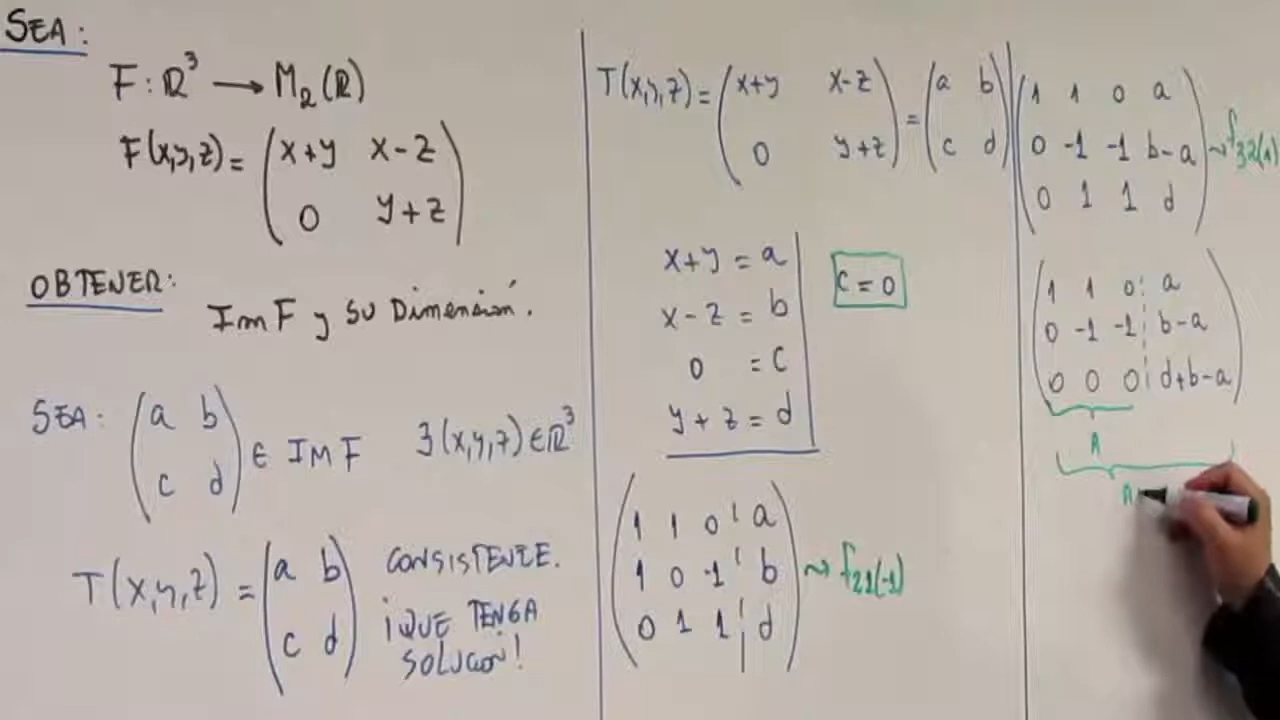 SEA:
F: ℝ³ ⟶ M₂(ℝ)
F(x,y,z) = ( x+y x-z
0 y+z )
OBTENER:
Im F y su Dimensión.
SEA: ( a b
c d ) ∈ Im F ∃(x,y,z)∈ℝ³
T(x,y,z) = ( a b
c d )
CONSISTENTE.
¡QUE TENGA
SOLUCIÓN!
T(x,y,z) = ( x+y x-z
0 y+z ) = ( a b
c d )
x+y = a
x-z = b
0 = c
y+z = d
c = 0
( 1 1 0 ¦ a
1 0 -1 ¦ b
0 1 1 ¦ d ) ~> f₂₁(-1)
( 1 1 0 a
0 -1 -1 b-a
0 1 1 d ) ~> f₃₂(1)
( 1 1 0 ¦ a
0 -1 -1 ¦ b-a
0 0 0 ¦ d+b-a )
A
A